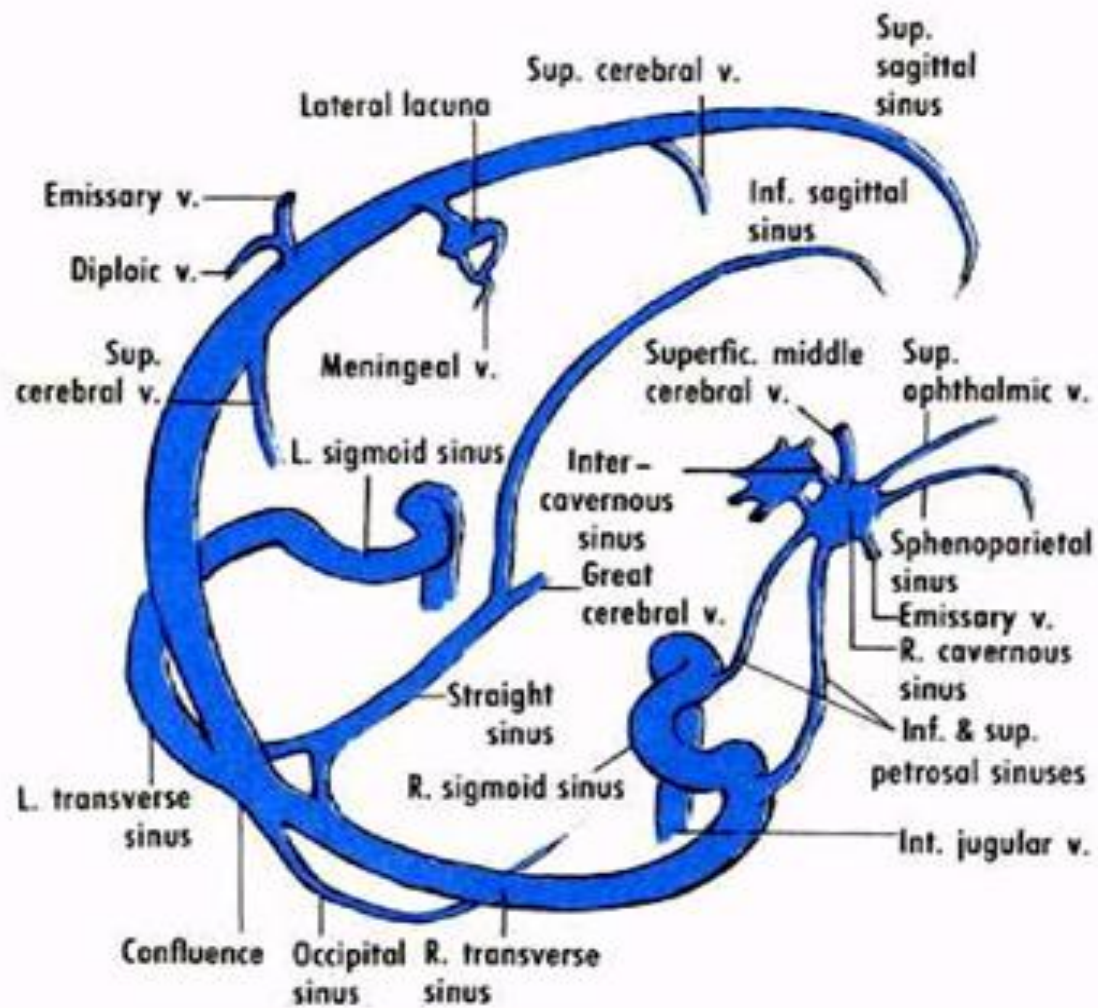 Sup.
sagittal
sinus
Sup. cerebral v.
Lateral lacuna
Emissary v.
Inf. sagittal
sinus
Diploic v.
Sup.
cerebral v.
Meningeal v.
Superfic. middle
cerebral v.
Sup.
ophthalmic v.
L. sigmoid sinus
Inter-
cavernous
sinus
Sphenoparietal
sinus
Great
cerebral v.
Emissary v.
R. cavernous
sinus
Straight
sinus
Inf. & sup.
petrosal sinuses
R. sigmoid sinus
L. transverse
sinus
Int. jugular v.
Confluence
Occipital
sinus
R. transverse
sinus